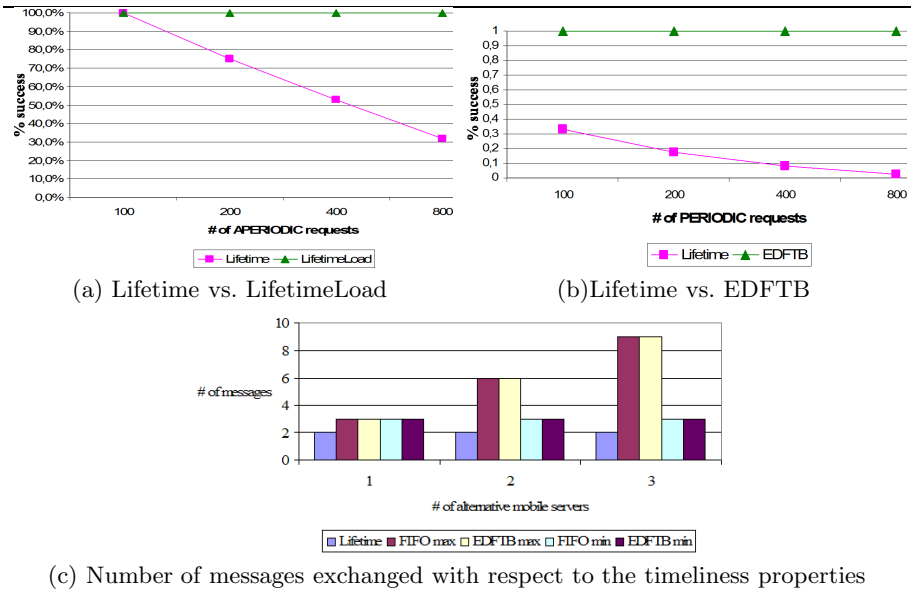 100,0%
90,0%
80,0%
70,0%
60,0%
50,0%
40,0%
30,0%
20,0%
10,0%
0,0%
% success
100 200 400 800
# of APERIODIC requests
Lifetime LifetimeLoad
(a) Lifetime vs. LifetimeLoad
1
0,9
0,8
0,7
0,6
0,5
0,4
0,3
0,2
0,1
0
% success
100 200 400 800
# of PERIODIC requests
Lifetime EDFTB
(b)Lifetime vs. EDFTB
10
8
6
4
2
0
# of messages
1 2 3
# of alternative mobile servers
Lifetime FIFO max EDFTB max FIFO min EDFTB min
(c) Number of messages exchanged with respect to the timeliness properties